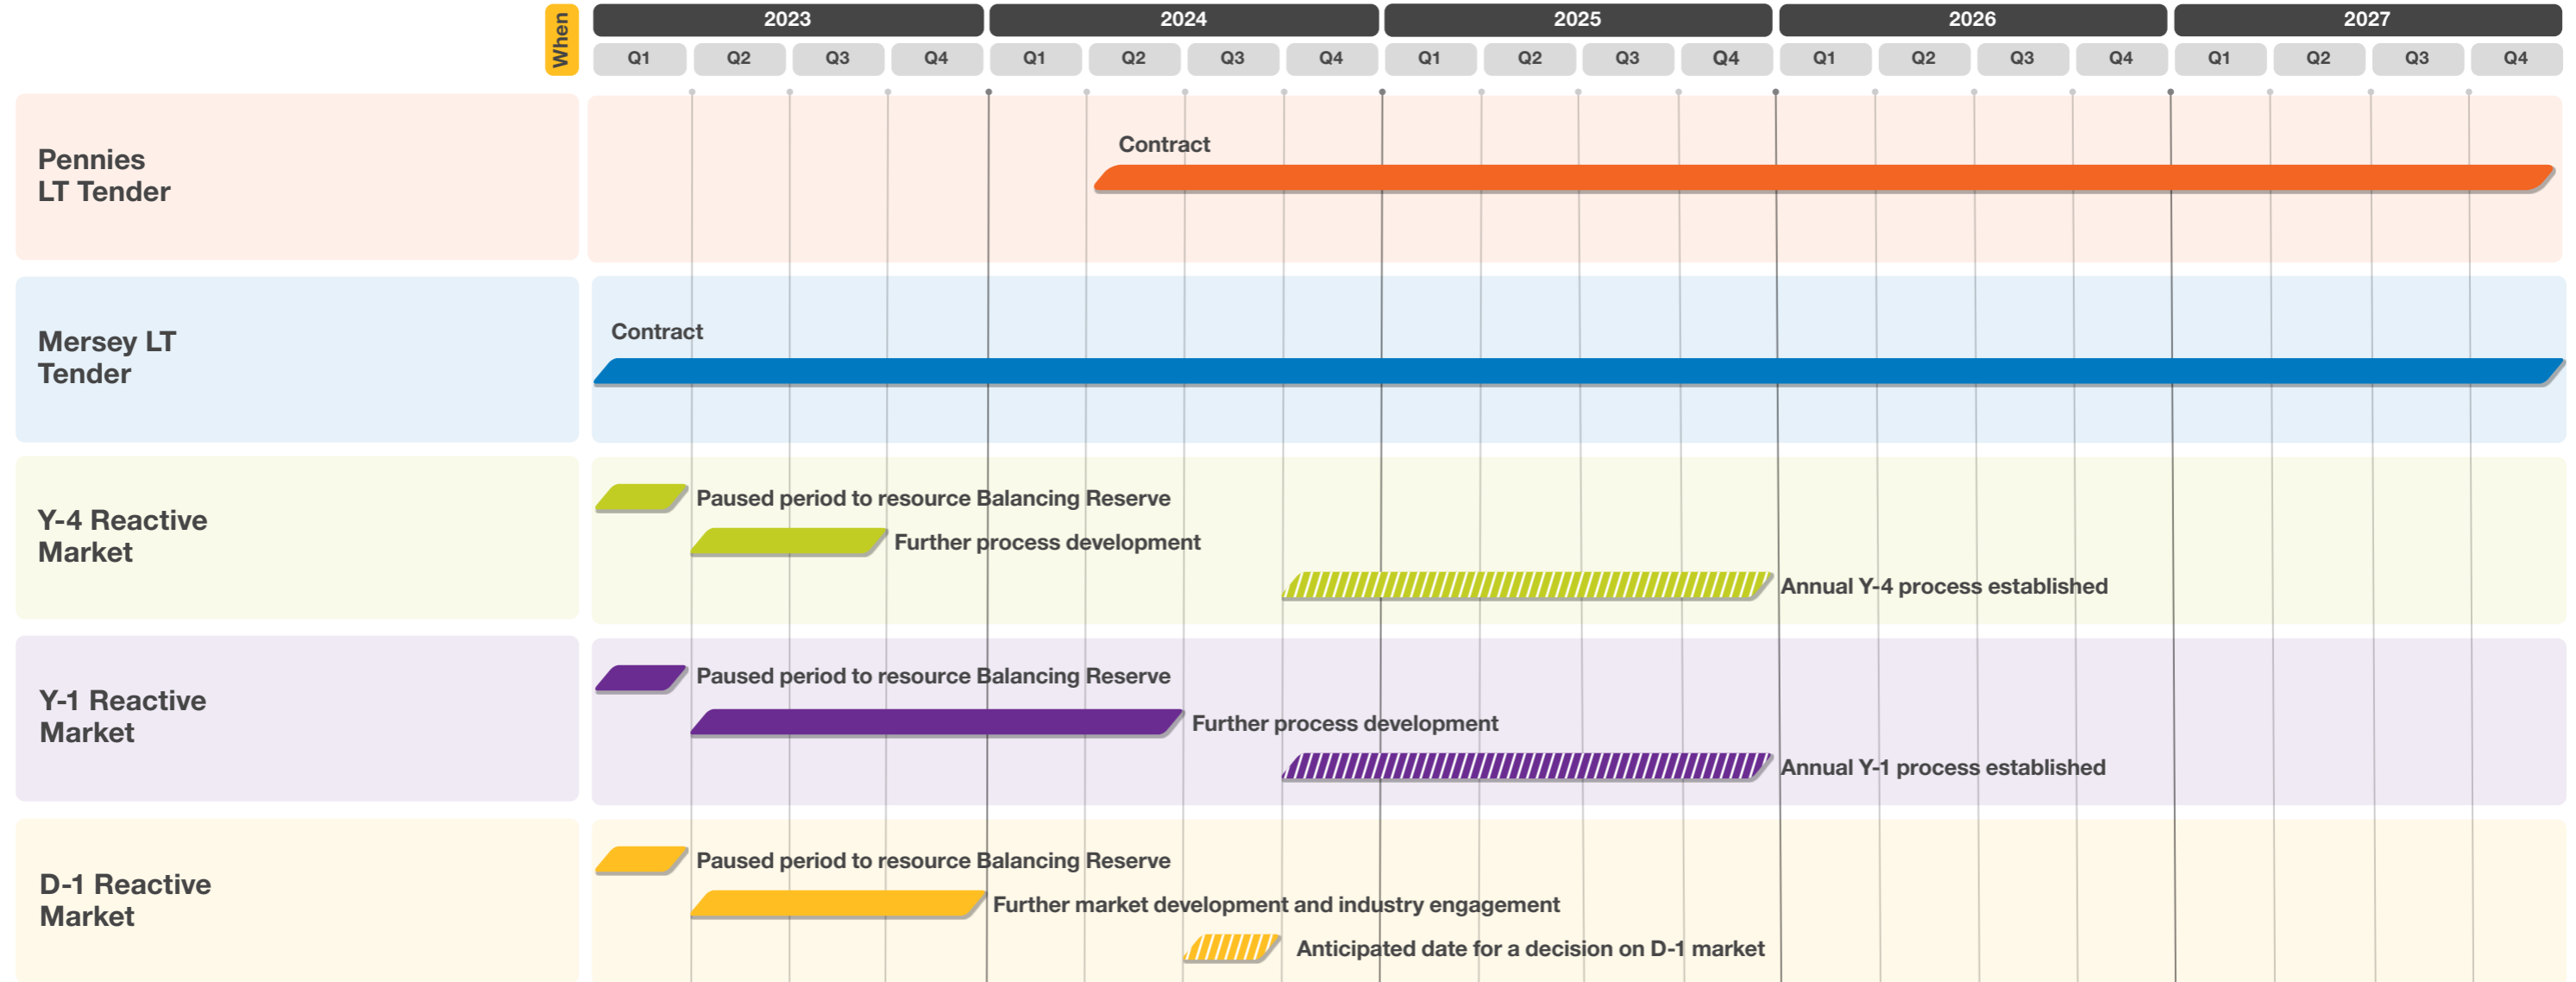 When
2023 2024 2025 2026 2027
Q1 Q2 Q3 Q4 Q1 Q2 Q3 Q4 Q1 Q2 Q3 Q4 Q1 Q2 Q3 Q4 Q1 Q2 Q3 Q4
Pennies
LT Tender
Contract
Mersey LT
Tender
Contract
Y-4 Reactive
Market
Paused period to resource Balancing Reserve
Further process development
Annual Y-4 process established
Y-1 Reactive
Market
Paused period to resource Balancing Reserve
Further process development
Annual Y-1 process established
D-1 Reactive
Market
Paused period to resource Balancing Reserve
Further market development and industry engagement
Anticipated date for a decision on D-1 market